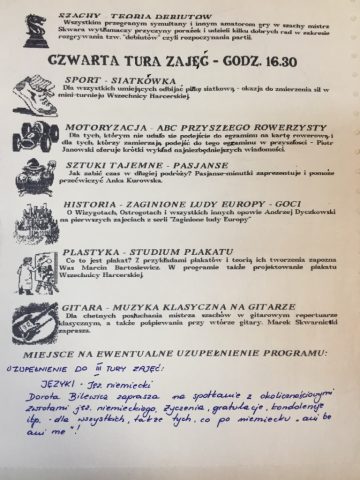 SZACHY - TEORIA DEBIUTÓW
Wszystkim przegranym symultany i innym amatorom gry w szachy mistrz
Skwara wytłumaczy przyczyny porażek i udzieli kilku dobrych rad w zakresie
rozgrywania tzw. "debiutów" czyli rozpoczynania partii.
CZWARTA TURA ZAJĘĆ - GODZ. 16.30
SPORT - SIATKÓWKA
Dla wszystkich umiejących odbijać piłkę siatkową - okazja do zmierzenia sił w
mini-turnieju Wszechnicy Harcerskiej.
MOTORYZACJA - ABC PRZYSZŁEGO ROWERZYSTY
Dla tych, którym nie udało się podejście do egzaminu na kartę rowerową i
dla tych, którzy zamierzają podejść do tego egzaminu w przyszłości - Piotr
Janowski oferuje krótki wykład najniezbędniejszych wiadomości.
SZTUKI TAJEMNE - PASJANSE
Jak zabić czas w długiej podróży? Pasjanse-minutki zaprezentuje i pomoże
przećwiczyć Anka Kurowska.
HISTORIA - ZAGINIONE LUDY EUROPY - GOCI
O Wizygotach, Ostrogotach i wszystkich innych opowie Andrzej Dyczkowski
na pierwszych zajęciach z serii "Zaginione ludy Europy"
PLASTYKA - STUDIUM PLAKATU
Co to jest plakat? Z przykładami plakatów i teorią ich tworzenia zapozna
Was Marcin Bartosiewicz. W programie także projektowanie plakatu
Wszechnicy Harcerskiej.
GITARA - MUZYKA KLASYCZNA NA GITARZE
Dla chętnych posłuchania mistrza szachów w gitarowym repertuarze
klasycznym, a także pośpiewania przy wtórze gitary. Marek Skwarnicki
zaprasza.
MIEJSCE NA EWENTUALNE UZUPEŁNIENIE PROGRAMU:
UZUPEŁNIENIE DO III TURY ZAJĘĆ:
JĘZYKI - Jęz niemiecki
Dorota Bilewicz zaprasza na spotkanie z okolicznościowymi
zwrotami jęz. niemieckiego, życzenia, gratulacje, kondolencje
itp. - dla wszystkich, także tych, co po niemiecku „ani be
ani me"!